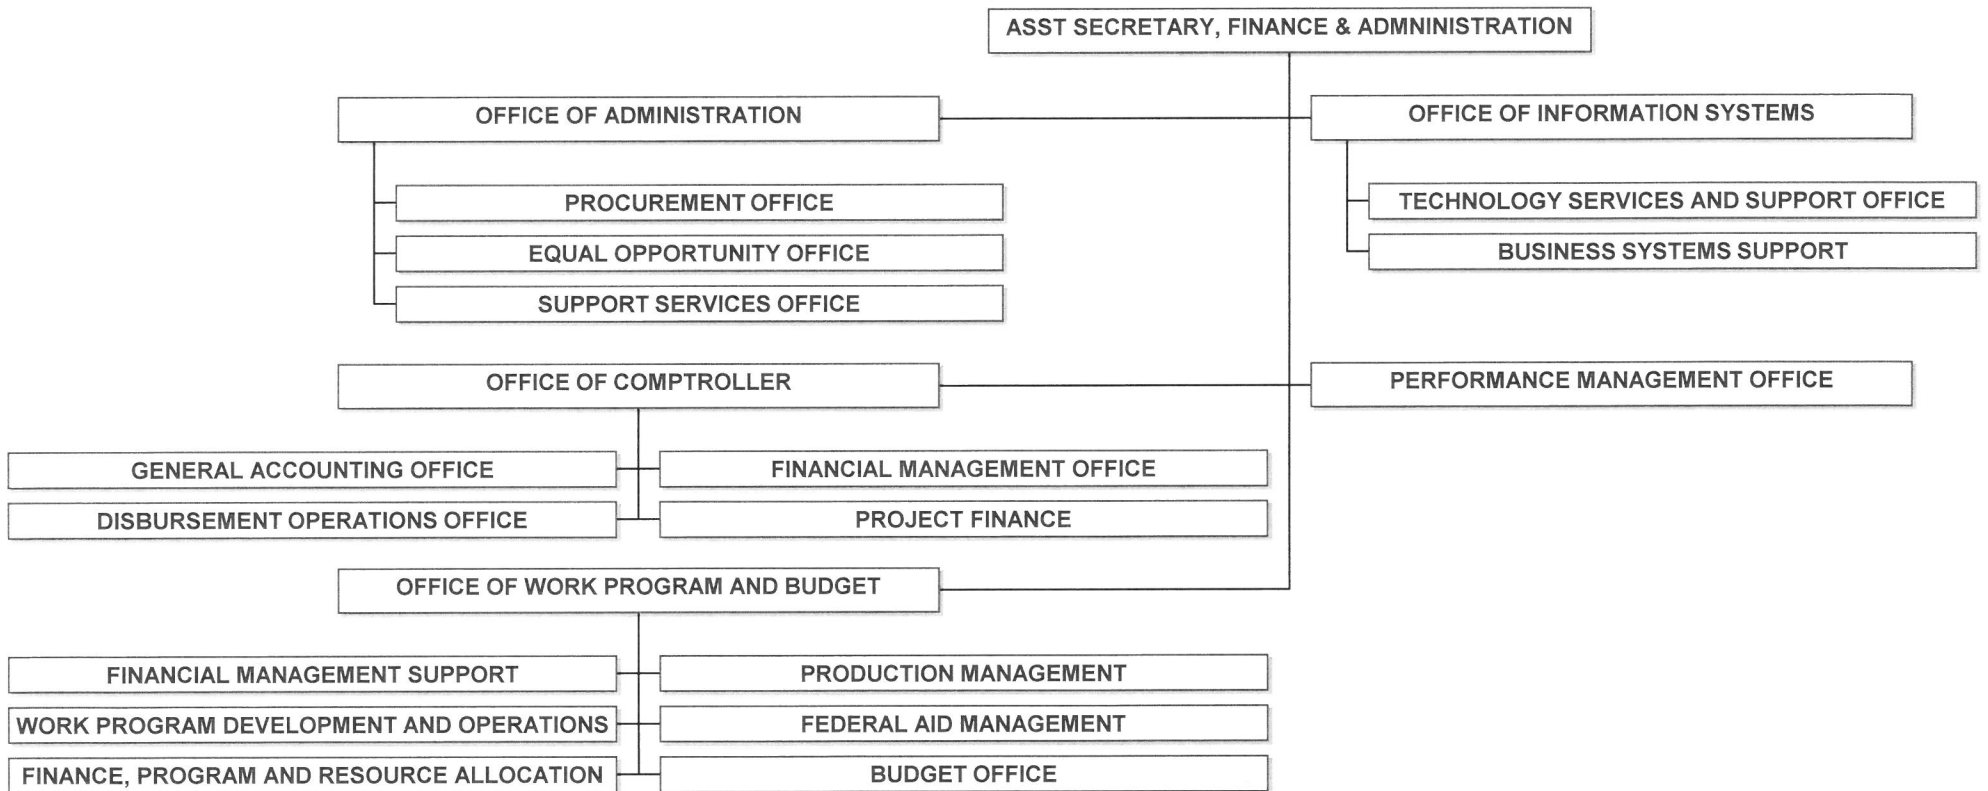 ASST SECRETARY, FINANCE & ADMNINISTRATION
OFFICE OF ADMINISTRATION
PROCUREMENT OFFICE
EQUAL OPPORTUNITY OFFICE
SUPPORT SERVICES OFFICE
OFFICE OF INFORMATION SYSTEMS
TECHNOLOGY SERVICES AND SUPPORT OFFICE
BUSINESS SYSTEMS SUPPORT
OFFICE OF COMPTROLLER
PERFORMANCE MANAGEMENT OFFICE
GENERAL ACCOUNTING OFFICE
FINANCIAL MANAGEMENT OFFICE
DISBURSEMENT OPERATIONS OFFICE
PROJECT FINANCE
OFFICE OF WORK PROGRAM AND BUDGET
FINANCIAL MANAGEMENT SUPPORT
PRODUCTION MANAGEMENT
WORK PROGRAM DEVELOPMENT AND OPERATIONS
FEDERAL AID MANAGEMENT
FINANCE, PROGRAM AND RESOURCE ALLOCATION
BUDGET OFFICE